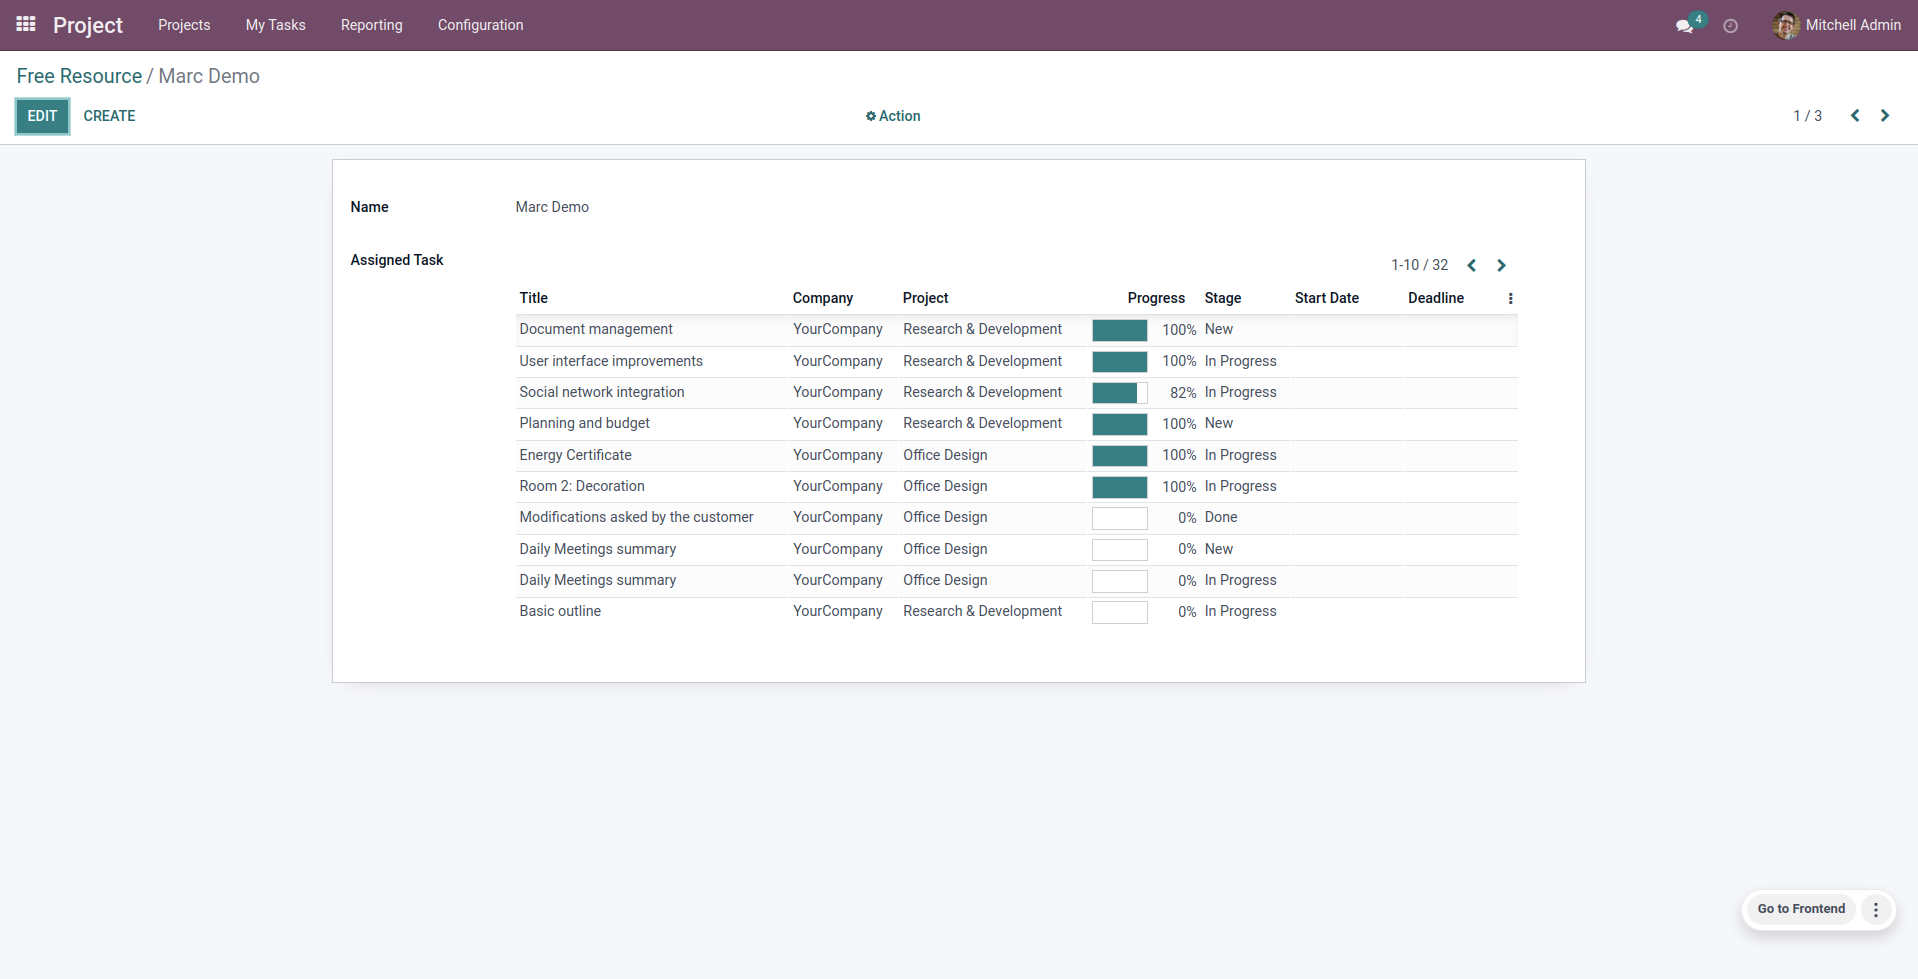 Project Projects My Tasks Reporting Configuration 4 Mitchell Admin
Free Resource / Marc Demo
EDIT CREATE Action 1 / 3
Name Marc Demo
Assigned Task 1-10 / 32
Title Company Project Progress Stage Start Date Deadline
Document management YourCompany Research & Development 100% New
User interface improvements YourCompany Research & Development 100% In Progress
Social network integration YourCompany Research & Development 82% In Progress
Planning and budget YourCompany Research & Development 100% New
Energy Certificate YourCompany Office Design 100% In Progress
Room 2: Decoration YourCompany Office Design 100% In Progress
Modifications asked by the customer YourCompany Office Design 0% Done
Daily Meetings summary YourCompany Office Design 0% New
Daily Meetings summary YourCompany Office Design 0% In Progress
Basic outline YourCompany Research & Development 0% In Progress
Go to Frontend